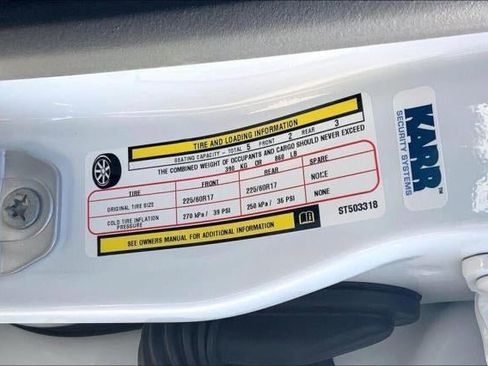 TIRE AND LOADING INFORMATION
SEATING CAPACITY - TOTAL 5 FRONT 2 REAR 3
THE COMBINED WEIGHT OF OCCUPANTS AND CARGO SHOULD NEVER EXCEED
390 KG OR 860 LB
TIRE FRONT REAR SPARE
ORIGINAL TIRE SIZE 225/60R17 225/60R17 NONE
COLD TIRE INFLATION PRESSURE 270 kPa / 39 PSI 250 kPa / 36 PSI NONE
SEE OWNERS MANUAL FOR ADDITIONAL INFORMATION
ST503318
KARR™
SECURITY SYSTEMS